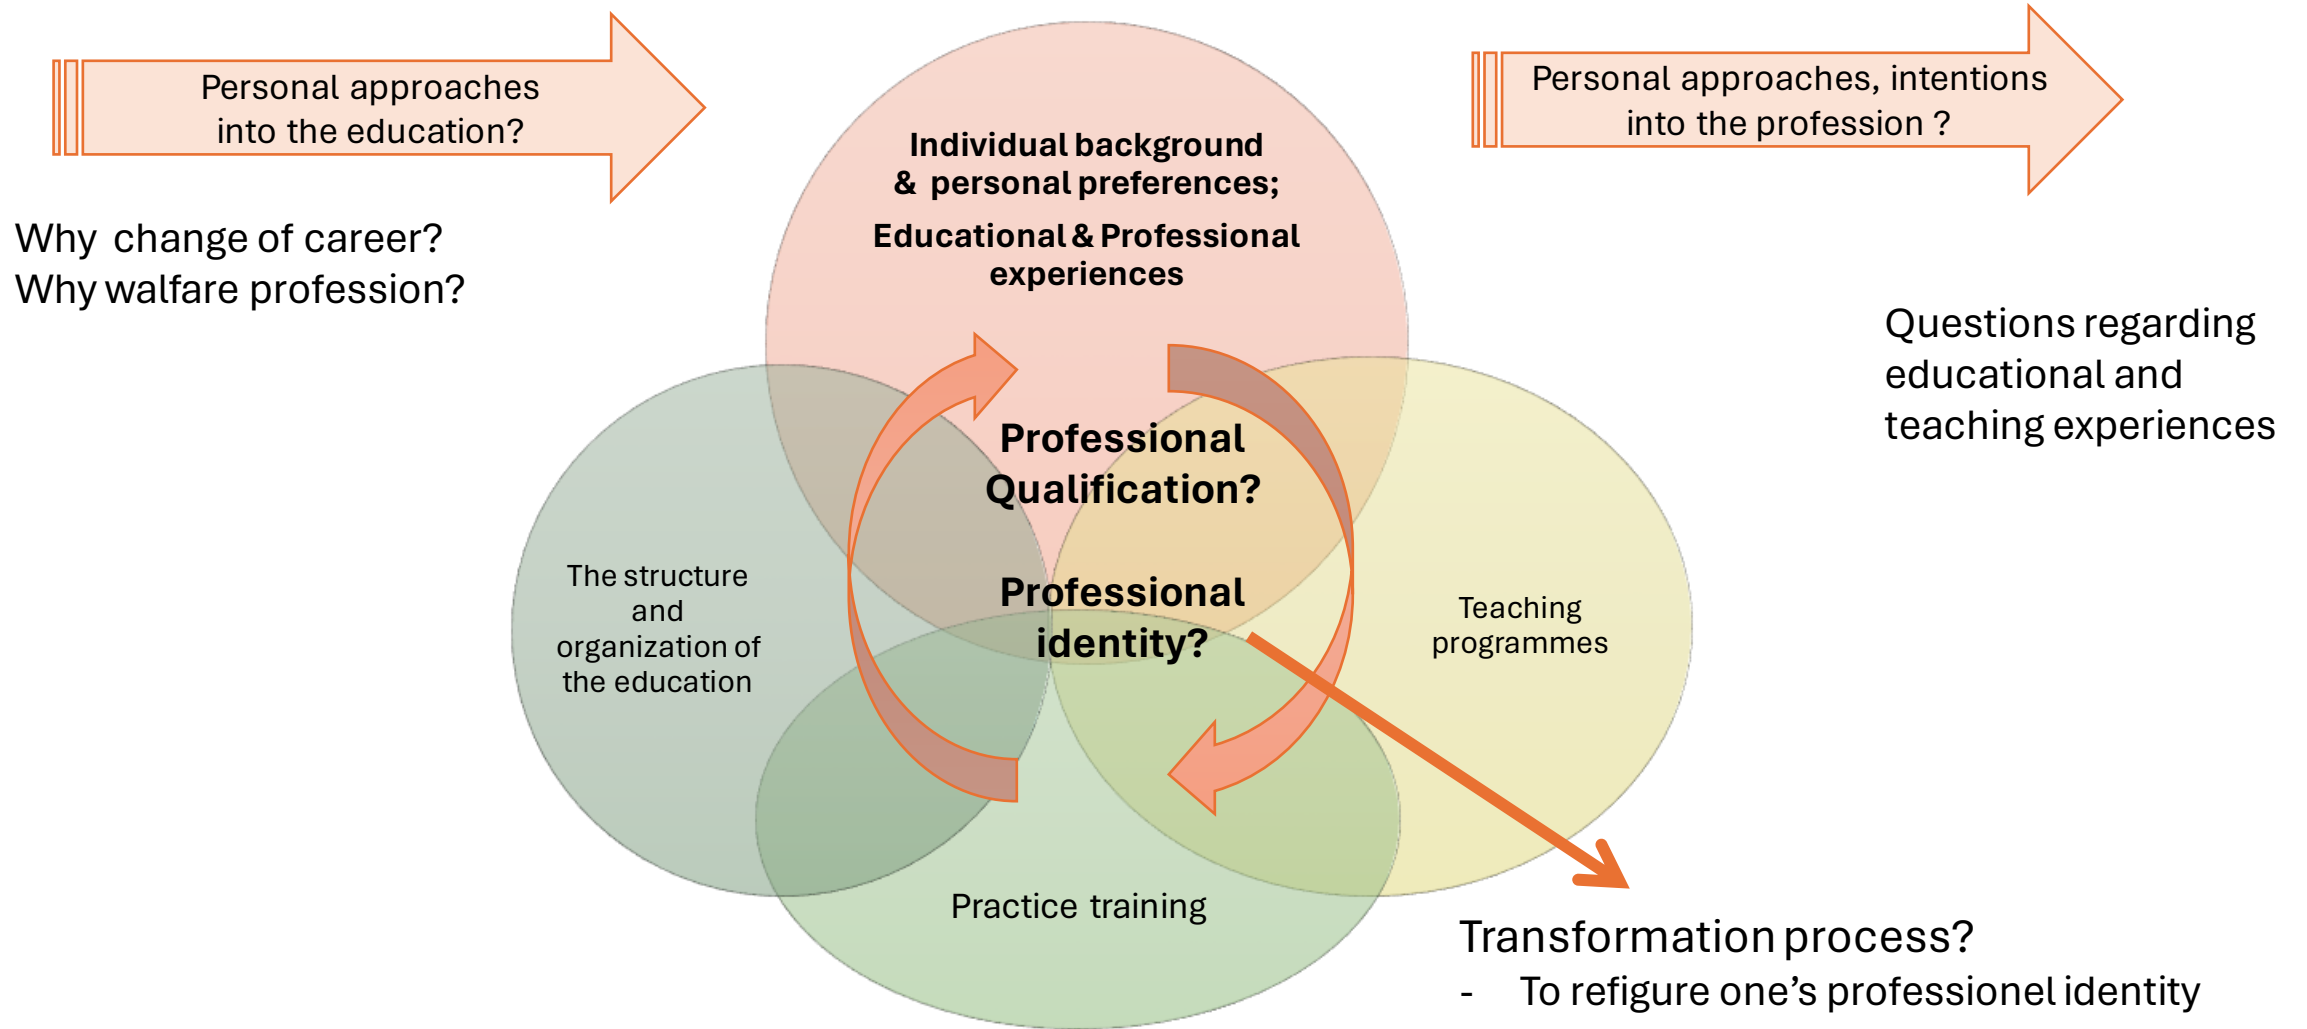 Personal approaches
into the education?
Personal approaches, intentions
into the profession ?
Why change of career?
Why walfare profession?
Individual background
& personal preferences;
Educational & Professional
experiences
Questions regarding
educational and
teaching experiences
Professional
Qualification?
Professional
identity?
The structure
and
organization of
the education
Teaching
programmes
Practice training
Transformation process?
- To refigure one’s professionel identity